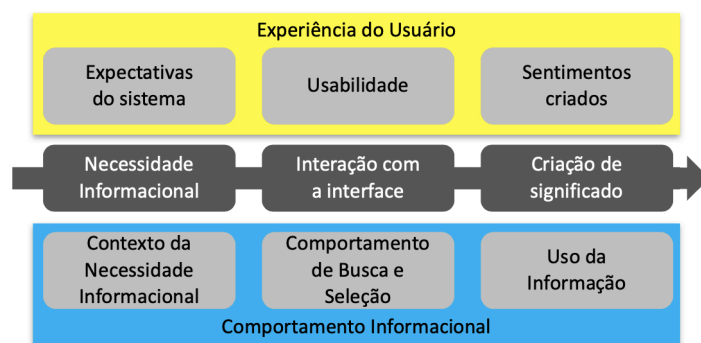 Experiência do Usuário
Expectativas
do sistema
Usabilidade
Sentimentos
criados
Necessidade
Informacional
Interação com
a interface
Criação de
significado
Contexto da
Necessidade
Informacional
Comportamento
de Busca e
Seleção
Uso da
Informação
Comportamento Informacional